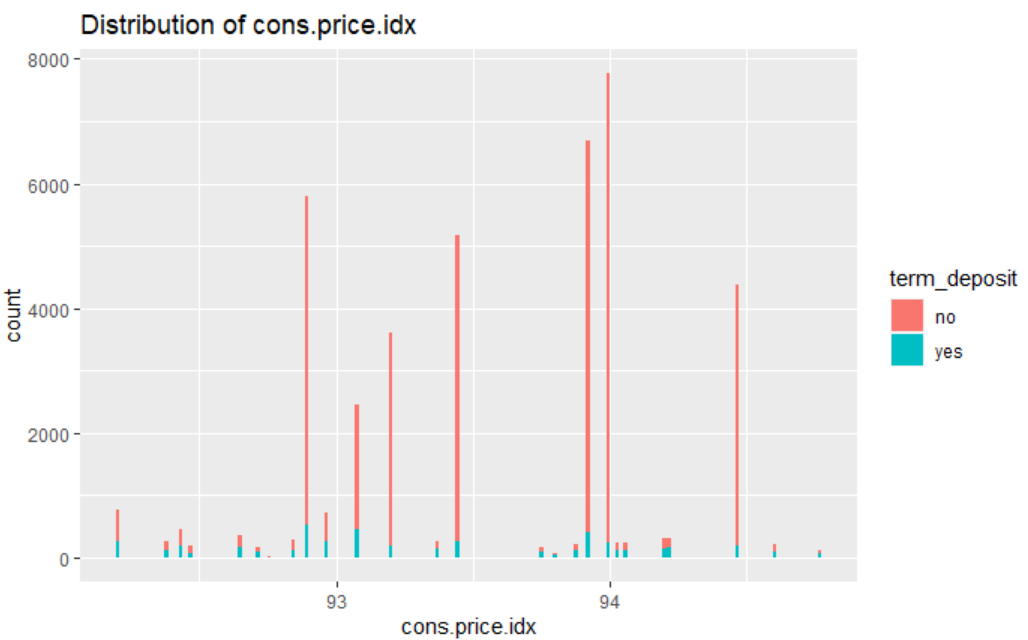 Distribution of cons.price.idx
8000
6000
4000
2000
0
count
93 94
cons.price.idx
term_deposit
no
yes